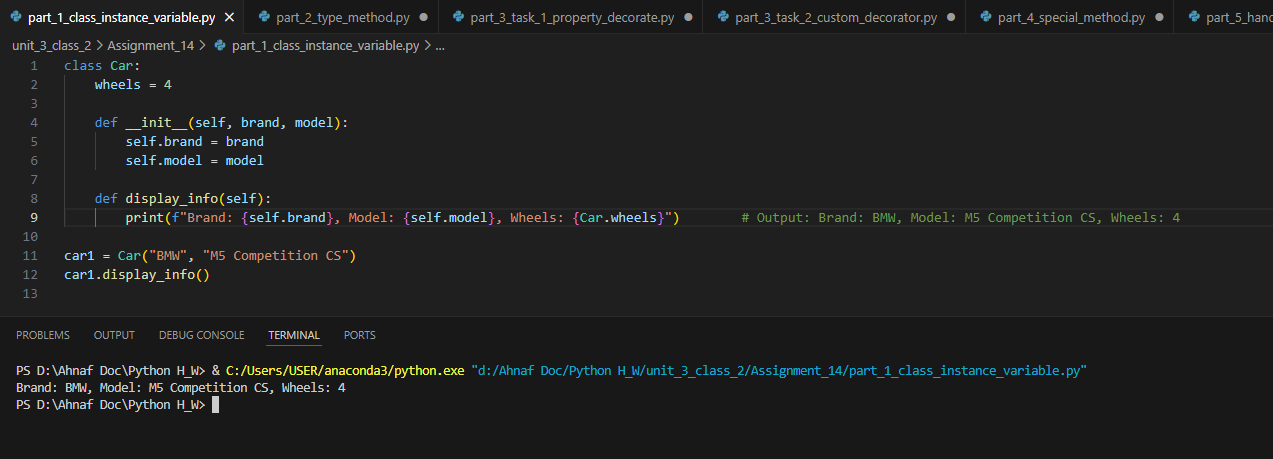 part_1_class_instance_variable.py × part_2_type_method.py ● part_3_task_1_property_decorate.py ● part_3_task_2_custom_decorator.py ● part_4_special_method.py ● part_5_hand
unit_3_class_2 > Assignment_14 > part_1_class_instance_variable.py > ...
1 class Car:
2     wheels = 4
3
4     def __init__(self, brand, model):
5         self.brand = brand
6         self.model = model
7
8     def display_info(self):
9         print(f"Brand: {self.brand}, Model: {self.model}, Wheels: {Car.wheels}")        # Output: Brand: BMW, Model: M5 Competition CS, Wheels: 4
10
11 car1 = Car("BMW", "M5 Competition CS")
12 car1.display_info()
13
PROBLEMS OUTPUT DEBUG CONSOLE TERMINAL PORTS
PS D:\Ahnaf Doc\Python H_W> & C:/Users/USER/anaconda3/python.exe "d:/Ahnaf Doc/Python H_W/unit_3_class_2/Assignment_14/part_1_class_instance_variable.py"
Brand: BMW, Model: M5 Competition CS, Wheels: 4
PS D:\Ahnaf Doc\Python H_W>